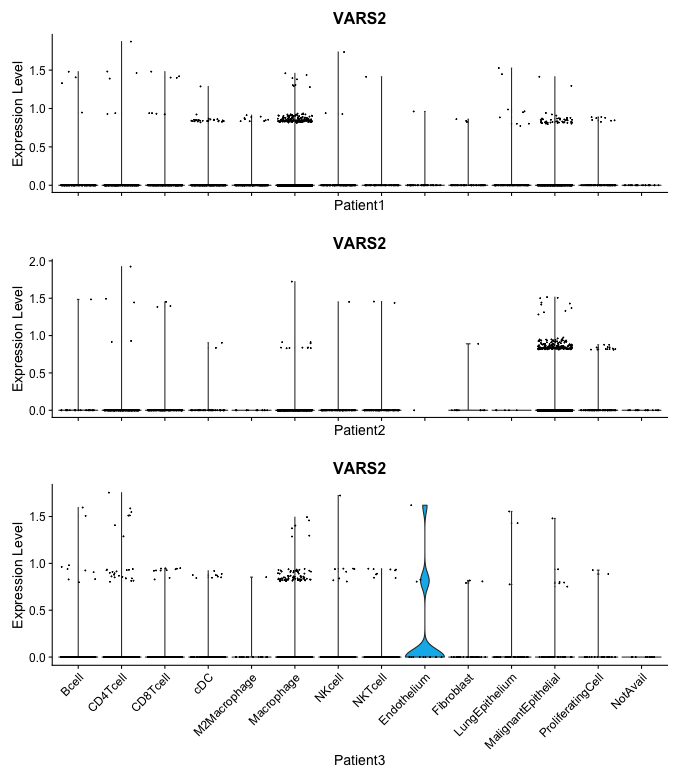 VARS2
Expression Level
1.5
1.0
0.5
0.0
Patient1
VARS2
Expression Level
2.0
1.5
1.0
0.5
0.0
Patient2
VARS2
Expression Level
1.5
1.0
0.5
0.0
Bcell
CD4Tcell
CD8Tcell
cDC
M2Macrophage
Macrophage
NKcell
NKTcell
Endothelium
Fibroblast
LungEpithelium
MalignantEpithelial
ProliferatingCell
NotAvail
Patient3